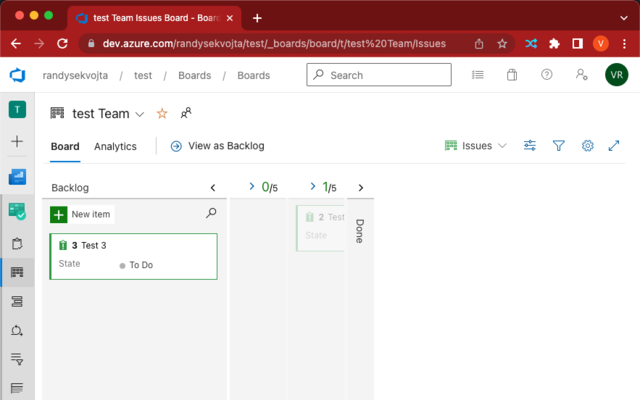 test Team Issues Board - Boar
dev.azure.com/randysekvojta/test/_boards/board/t/test%20Team/Issues
V
randysekvojta / test / Boards / Boards
Search
VR
T
test Team
Board
Analytics
View as Backlog
Issues
Backlog
0/5
1/5
New item
3 Test 3
State
To Do
2 Test
State
Done